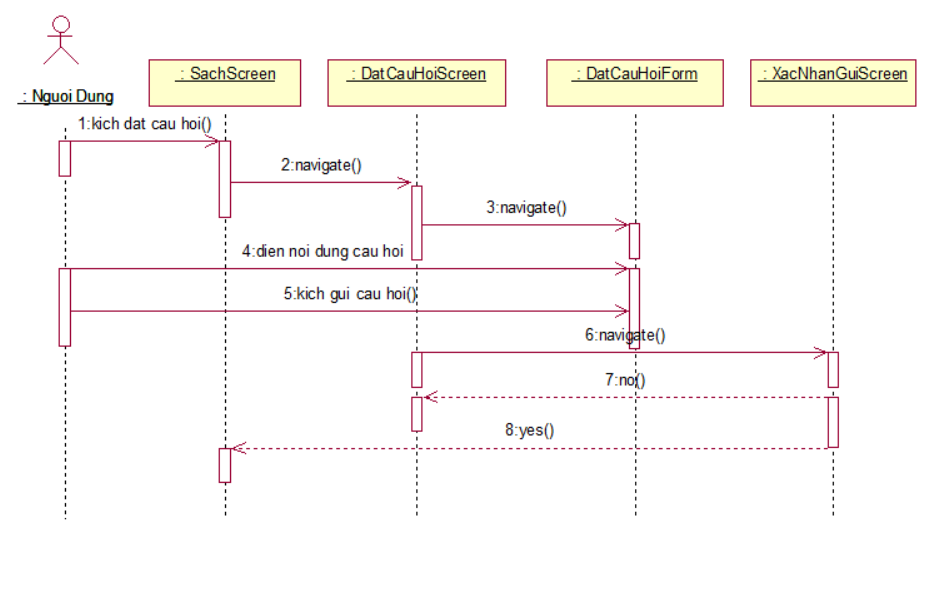 : Nguoi Dung
: SachScreen
: DatCauHoiScreen
: DatCauHoiForm
: XacNhanGuiScreen
1:kich dat cau hoi()
2:navigate()
3:navigate()
4:dien noi dung cau hoi
5:kich gui cau hoi()
6:navigate()
7:no()
8:yes()